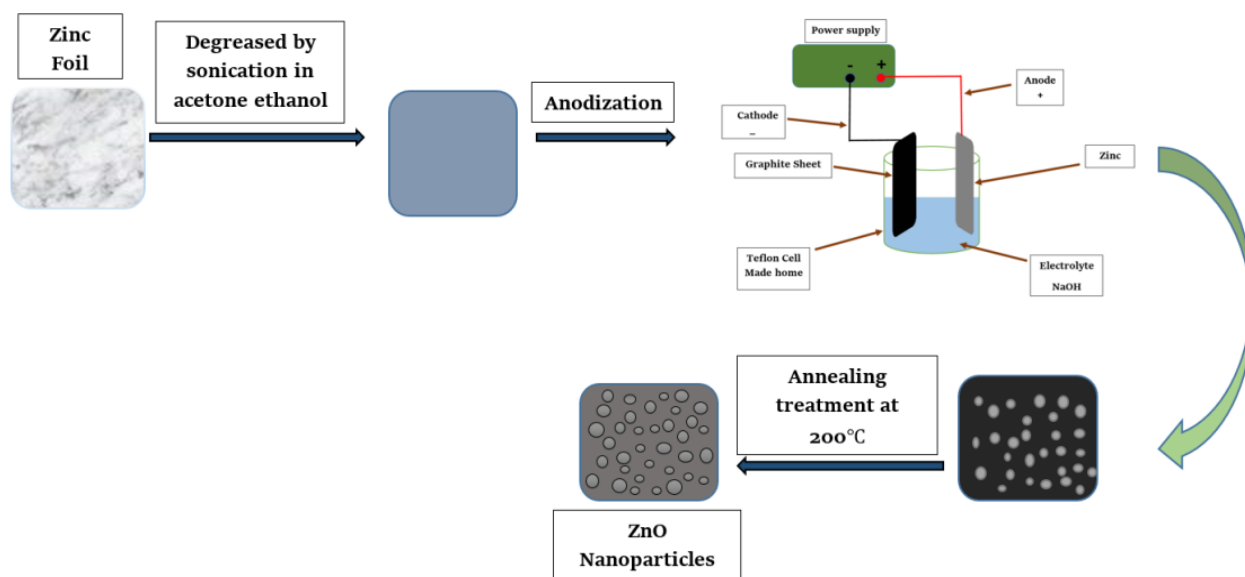 Zinc
Foil
Degreased by
sonication in
acetone ethanol
Anodization
Power supply
- +
Anode
+
Cathode
–
Graphite Sheet
Zinc
Teflon Cell
Made home
Electrolyte
NaOH
Annealing
treatment at
200℃
ZnO
Nanoparticles